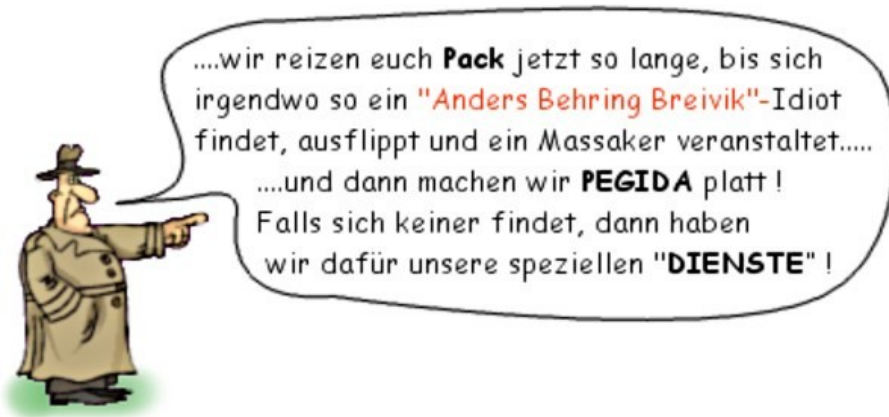 ....wir reizen euch Pack jetzt so lange, bis sich
irgendwo so ein "Anders Behring Breivik"-Idiot
findet, ausflippt und ein Massaker veranstaltet.....
....und dann machen wir PEGIDA platt !
Falls sich keiner findet, dann haben
wir dafür unsere speziellen "DIENSTE" !